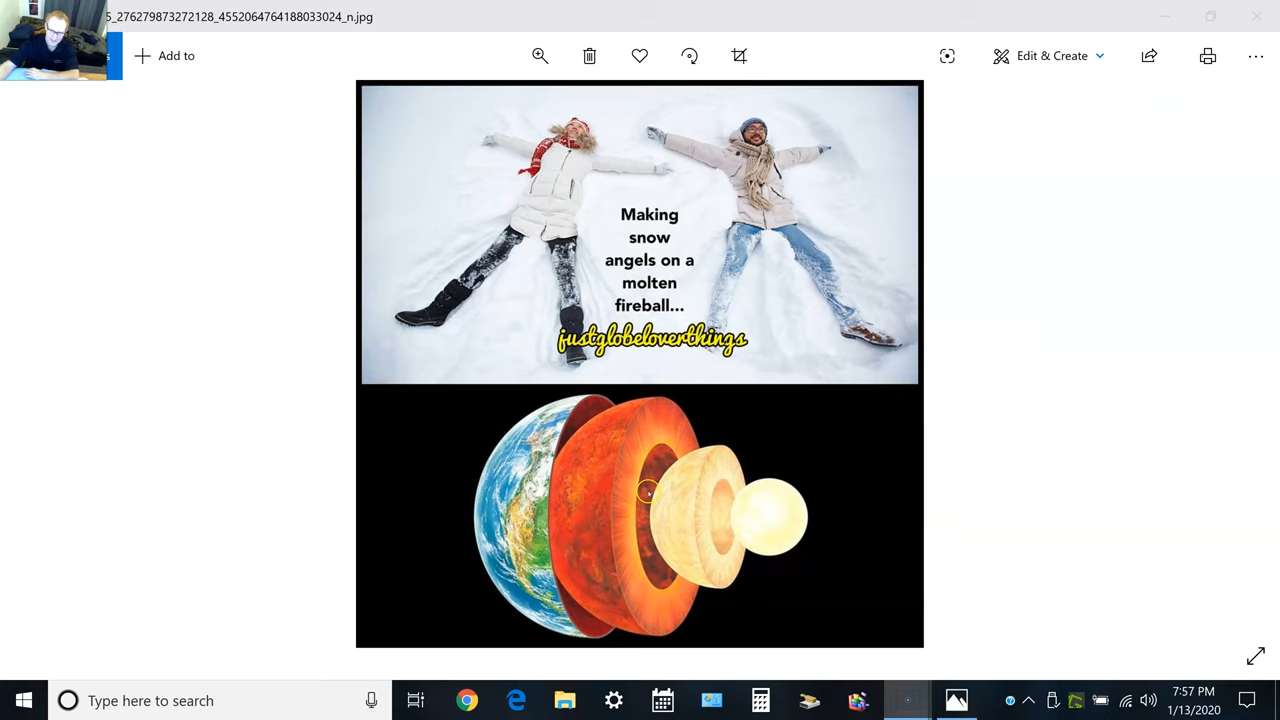 5_276279873272128_4552064764188033024_n.jpg
Add to
Edit & Create
Making
snow
angels on a
molten
fireball...
justglobeloverthings
Type here to search
7:57 PM
1/13/2020